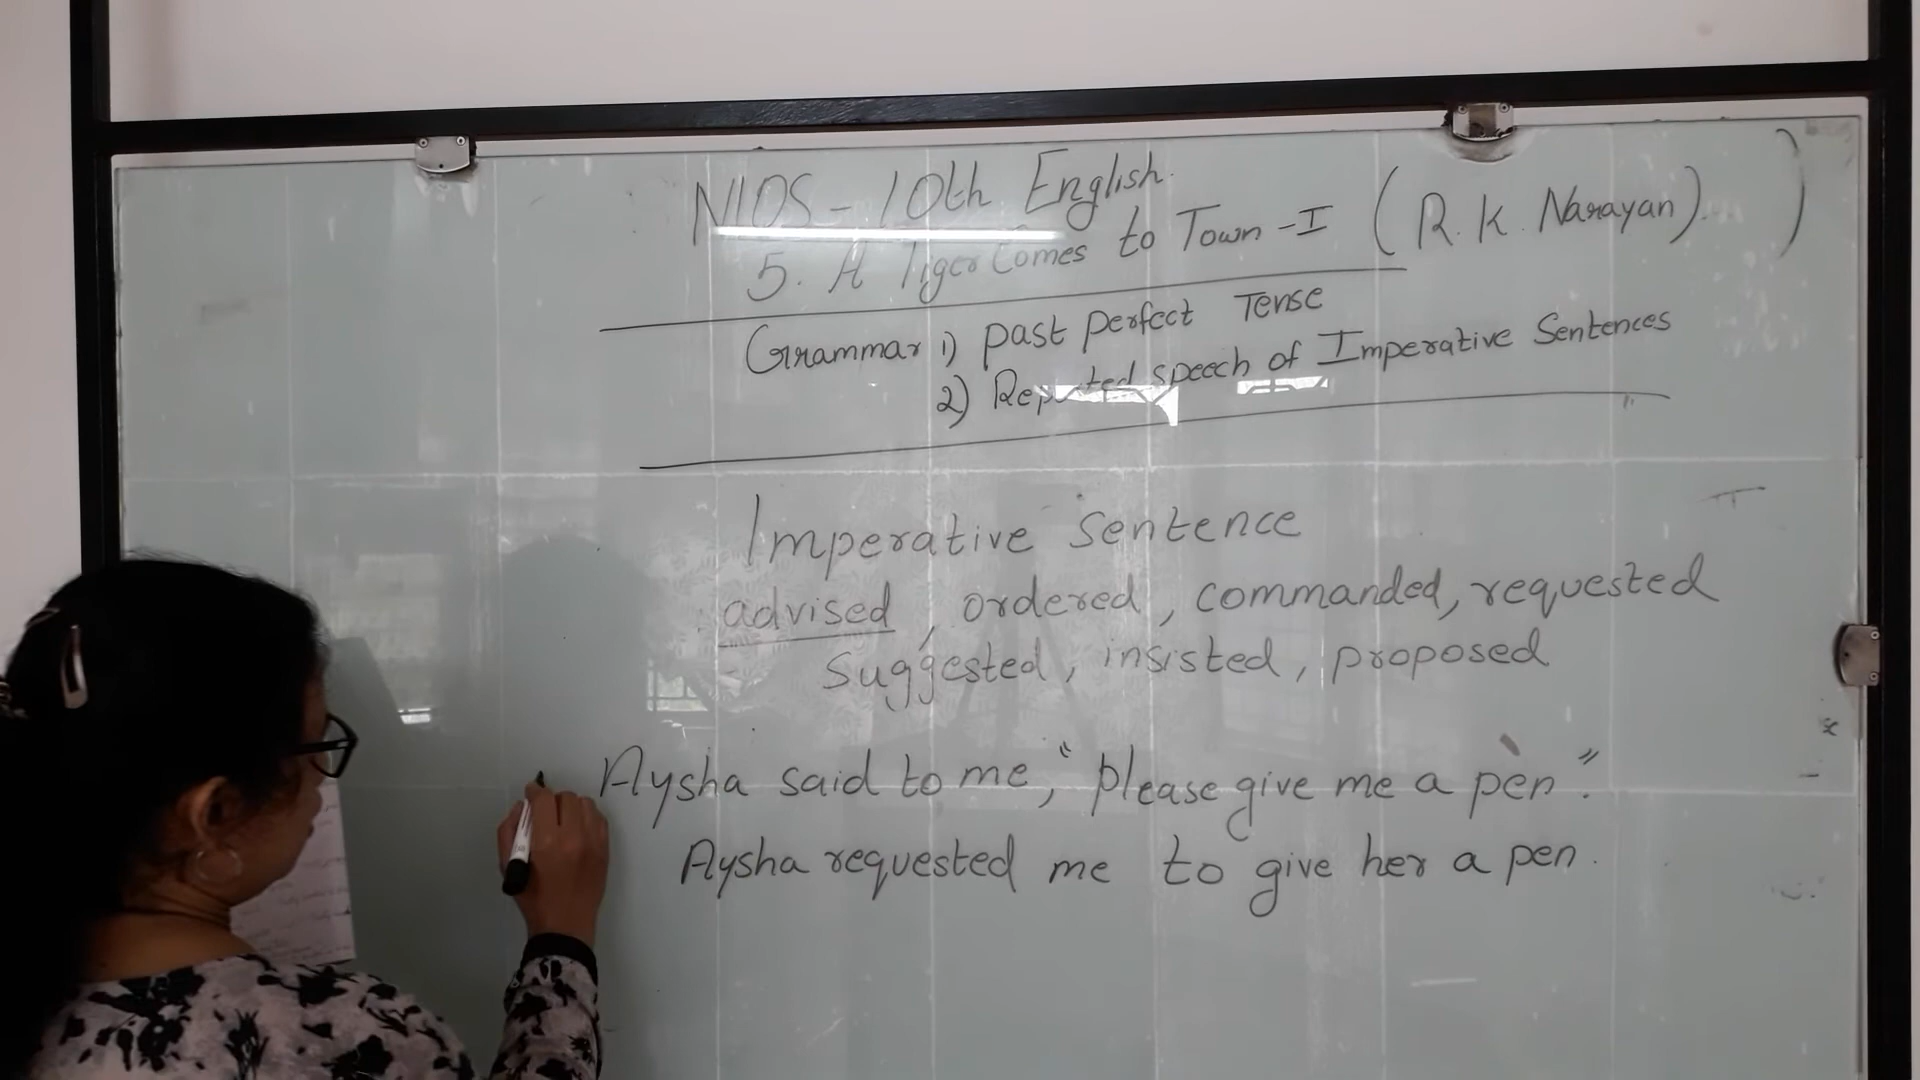 NIOS - 10th English.
5. A Tiger Comes to Town - I ( R. K. Narayan) )
Grammar 1) past perfect Tense
2) Reported speech of Imperative Sentences
Imperative sentence
advised, ordered, commanded, requested
Suggested, insisted, proposed
Aysha said to me, "please give me a pen".
Aysha requested me to give her a pen.